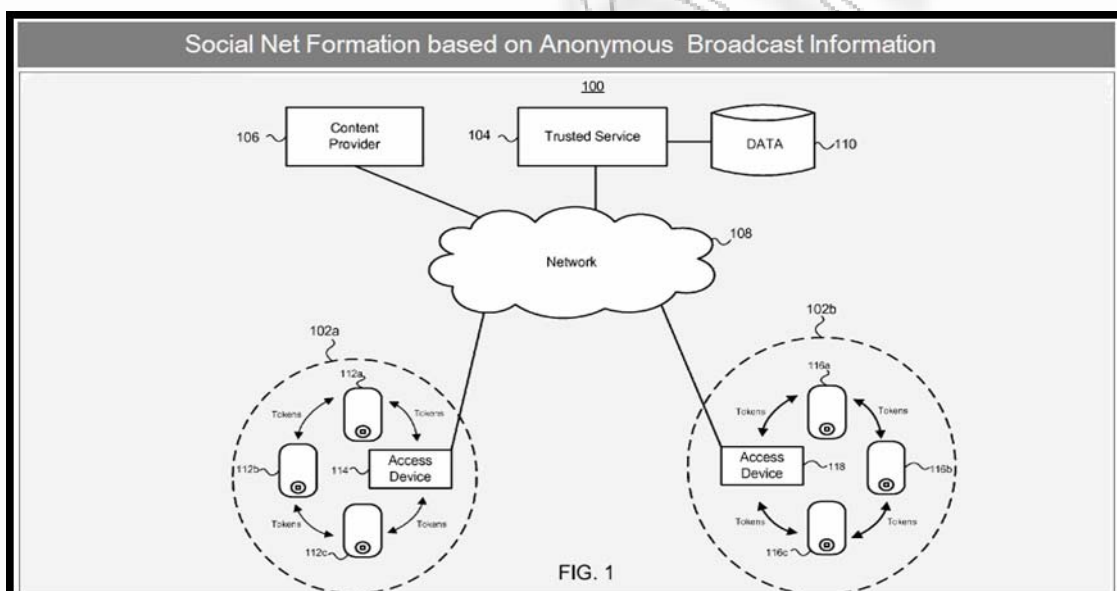 Social Net Formation based on Anonymous Broadcast Information
100
106
Content
Provider
104
Trusted Service
DATA
110
108
Network
102a
112a
Tokens
Tokens
112b
114
Access
Device
Tokens
Tokens
112c
102b
116a
Tokens
Tokens
Access
Device
118
116b
Tokens
Tokens
116c
FIG. 1